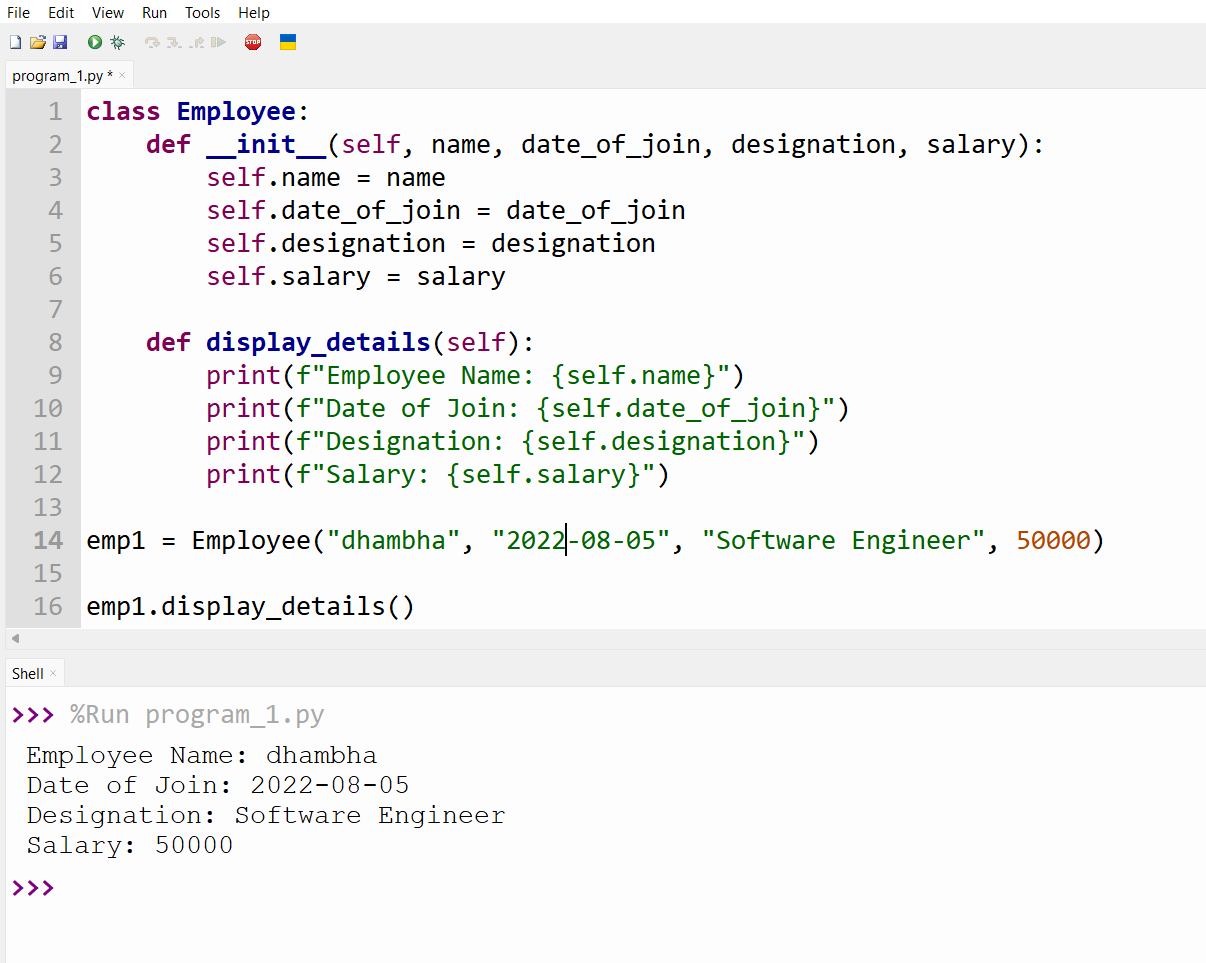 File Edit View Run Tools Help
STOP
program_1.py * ×
1 class Employee:
2     def __init__(self, name, date_of_join, designation, salary):
3         self.name = name
4         self.date_of_join = date_of_join
5         self.designation = designation
6         self.salary = salary
7
8     def display_details(self):
9         print(f"Employee Name: {self.name}")
10         print(f"Date of Join: {self.date_of_join}")
11         print(f"Designation: {self.designation}")
12         print(f"Salary: {self.salary}")
13
14 emp1 = Employee("dhambha", "2022-08-05", "Software Engineer", 50000)
15
16 emp1.display_details()
Shell ×
>>> %Run program_1.py
Employee Name: dhambha
Date of Join: 2022-08-05
Designation: Software Engineer
Salary: 50000
>>>